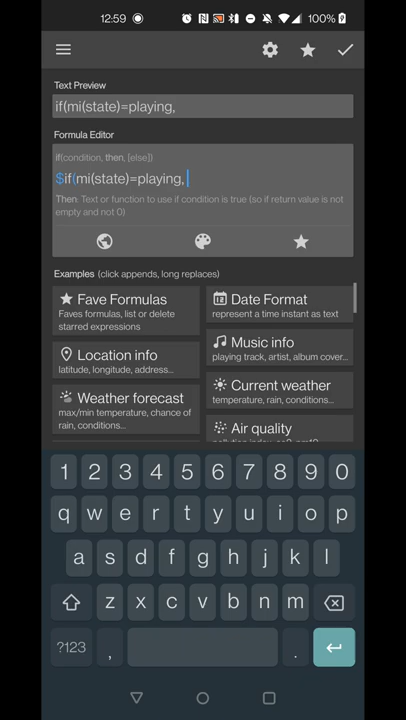 12:59
100%
Text Preview
if(mi(state)=playing,
Formula Editor
if(condition, then, [else])
$if(mi(state)=playing,
Then: Text or function to use if condition is true (so if return value is not
empty and not 0)
Examples (click appends, long replaces)
Fave Formulas
Faves formulas, list or delete
starred expressions
Date Format
represent a time instant as text
Music info
playing track, artist, album cover...
Location info
latitude, longitude, address...
Current weather
temperature, rain, conditions...
Weather forecast
max/min temperature, chance of
rain, conditions...
Air quality
1 2 3 4 5 6 7 8 9 0
q w e r t y u i o p
a s d f g h j k l
z x c v b n m
?123 , .